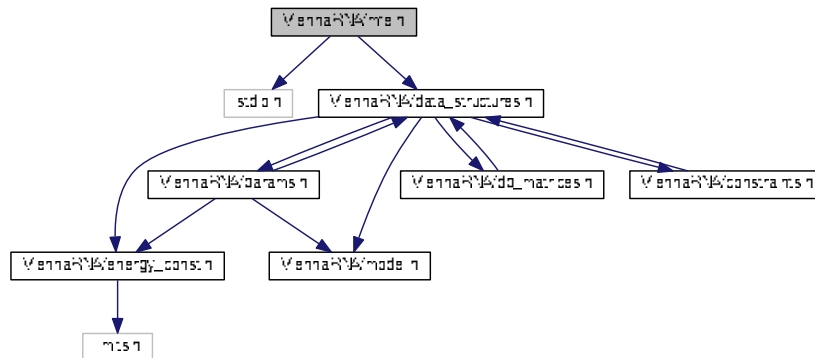 ViennaRNA/mfe.h
stdio.h
ViennaRNA/data_structures.h
ViennaRNA/params.h
ViennaRNA/dp_matrices.h
ViennaRNA/constraints.h
ViennaRNA/energy_const.h
ViennaRNA/model.h
limits.h